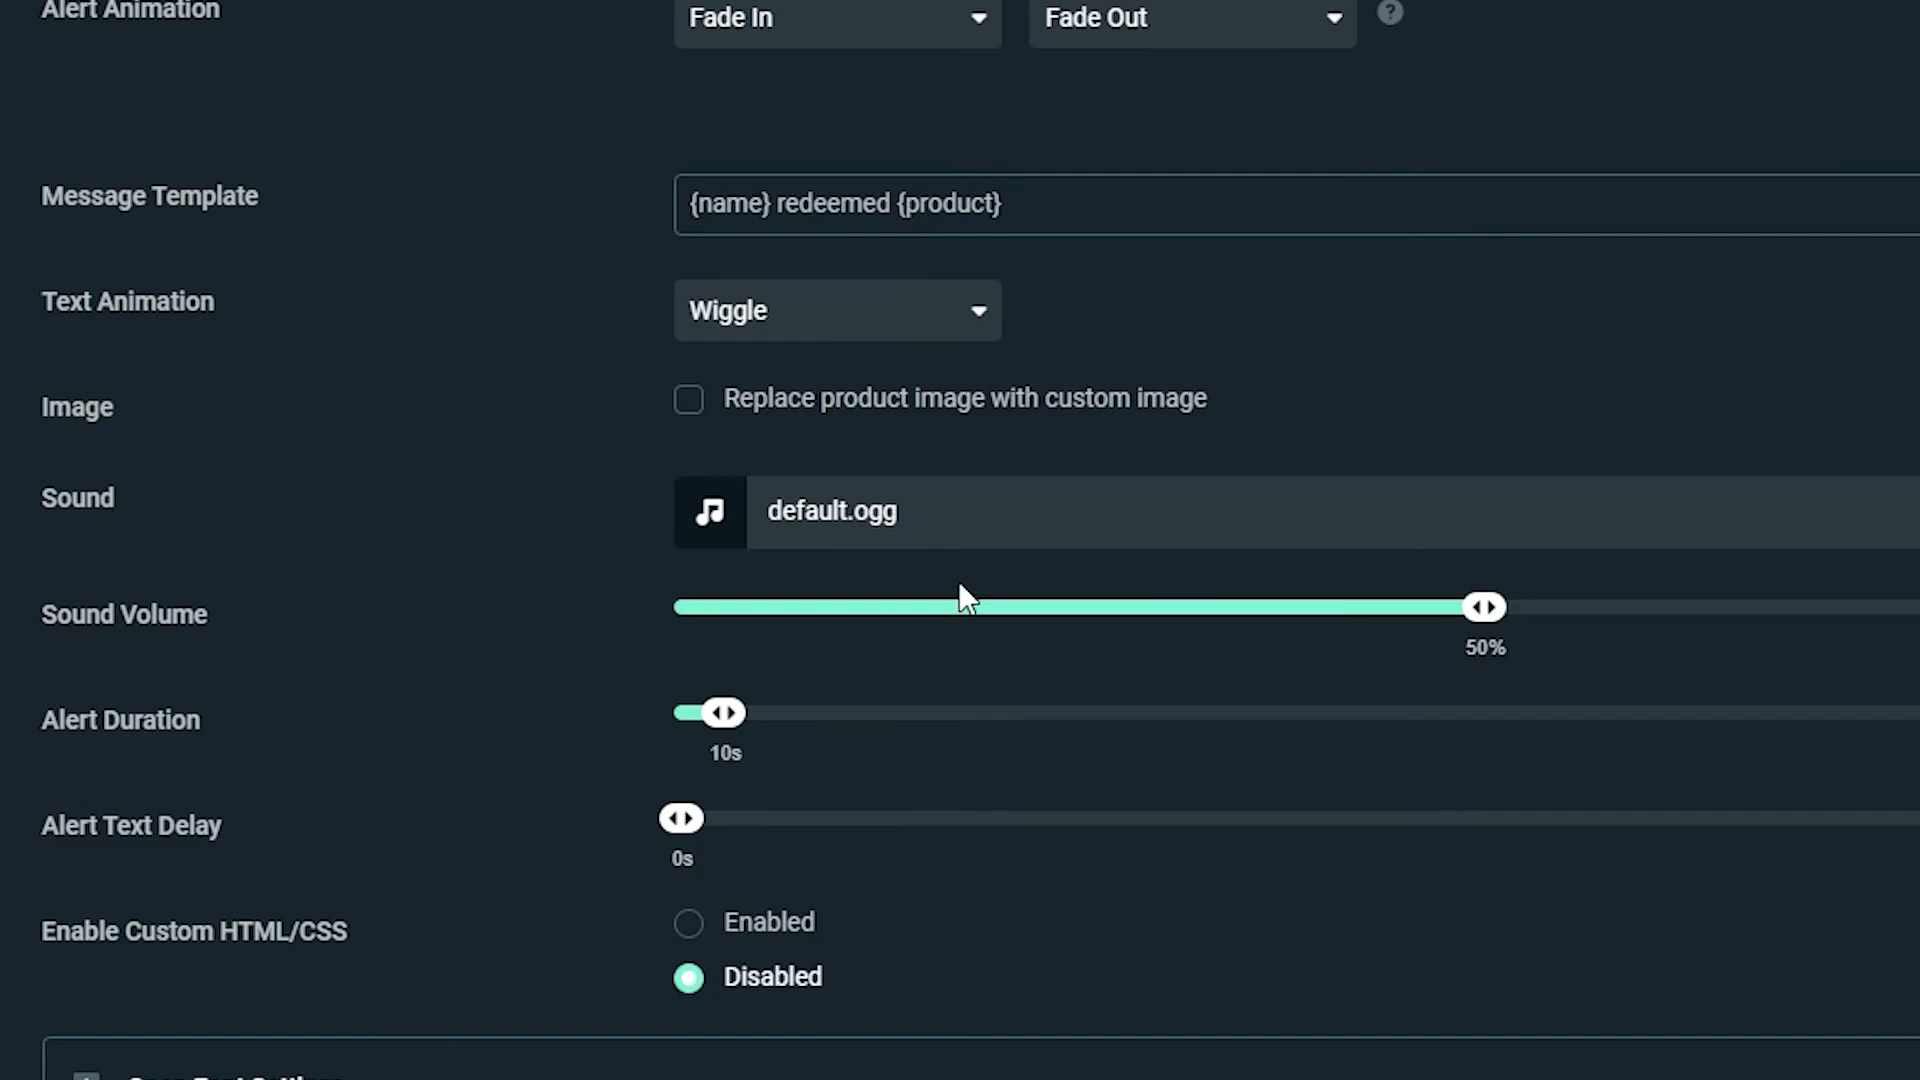 Alert Animation
Fade In
Fade Out
?
Message Template
{name} redeemed {product}
Text Animation
Wiggle
Image
Replace product image with custom image
Sound
default.ogg
Sound Volume
50%
Alert Duration
10s
Alert Text Delay
0s
Enable Custom HTML/CSS
Enabled
Disabled